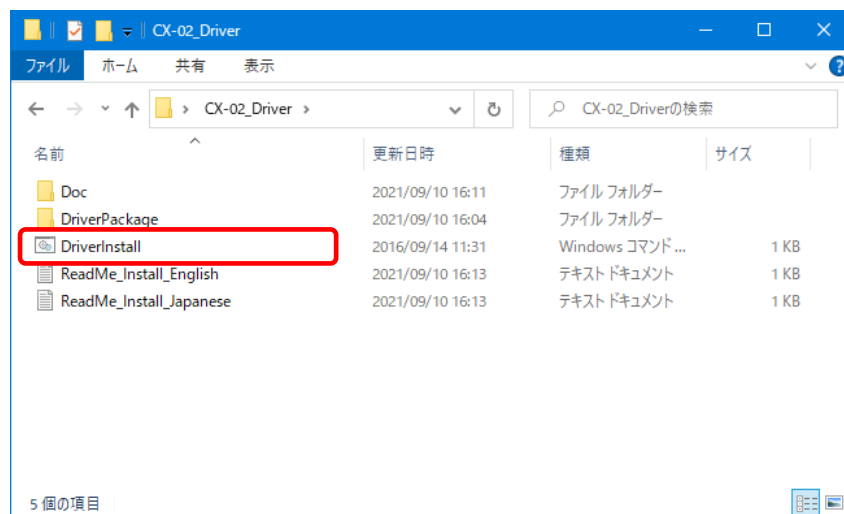 CX-02_Driver
ファイル ホーム 共有 表示
CX-02_Driver CX-02_Driverの検索
名前 更新日時 種類 サイズ
Doc 2021/09/10 16:11 ファイル フォルダー
DriverPackage 2021/09/10 16:04 ファイル フォルダー
DriverInstall 2016/09/14 11:31 Windows コマンド ... 1 KB
ReadMe_Install_English 2021/09/10 16:13 テキスト ドキュメント 1 KB
ReadMe_Install_Japanese 2021/09/10 16:13 テキスト ドキュメント 1 KB
5 個の項目